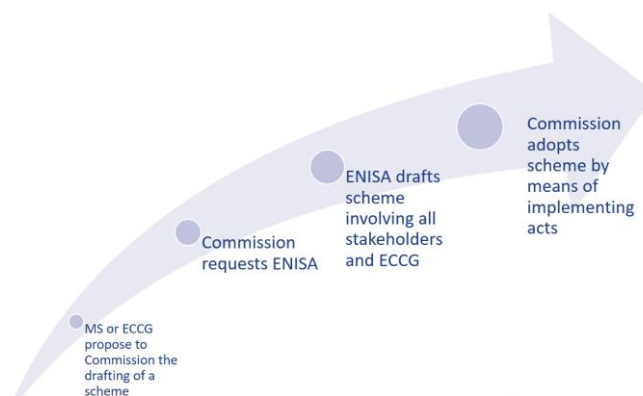 MS or ECCG
propose to
Commission the
drafting of a
scheme
Commission
requests ENISA
ENISA drafts
scheme
involving all
stakeholders
and ECCG
Commission
adopts
scheme by
means of
implementing
acts